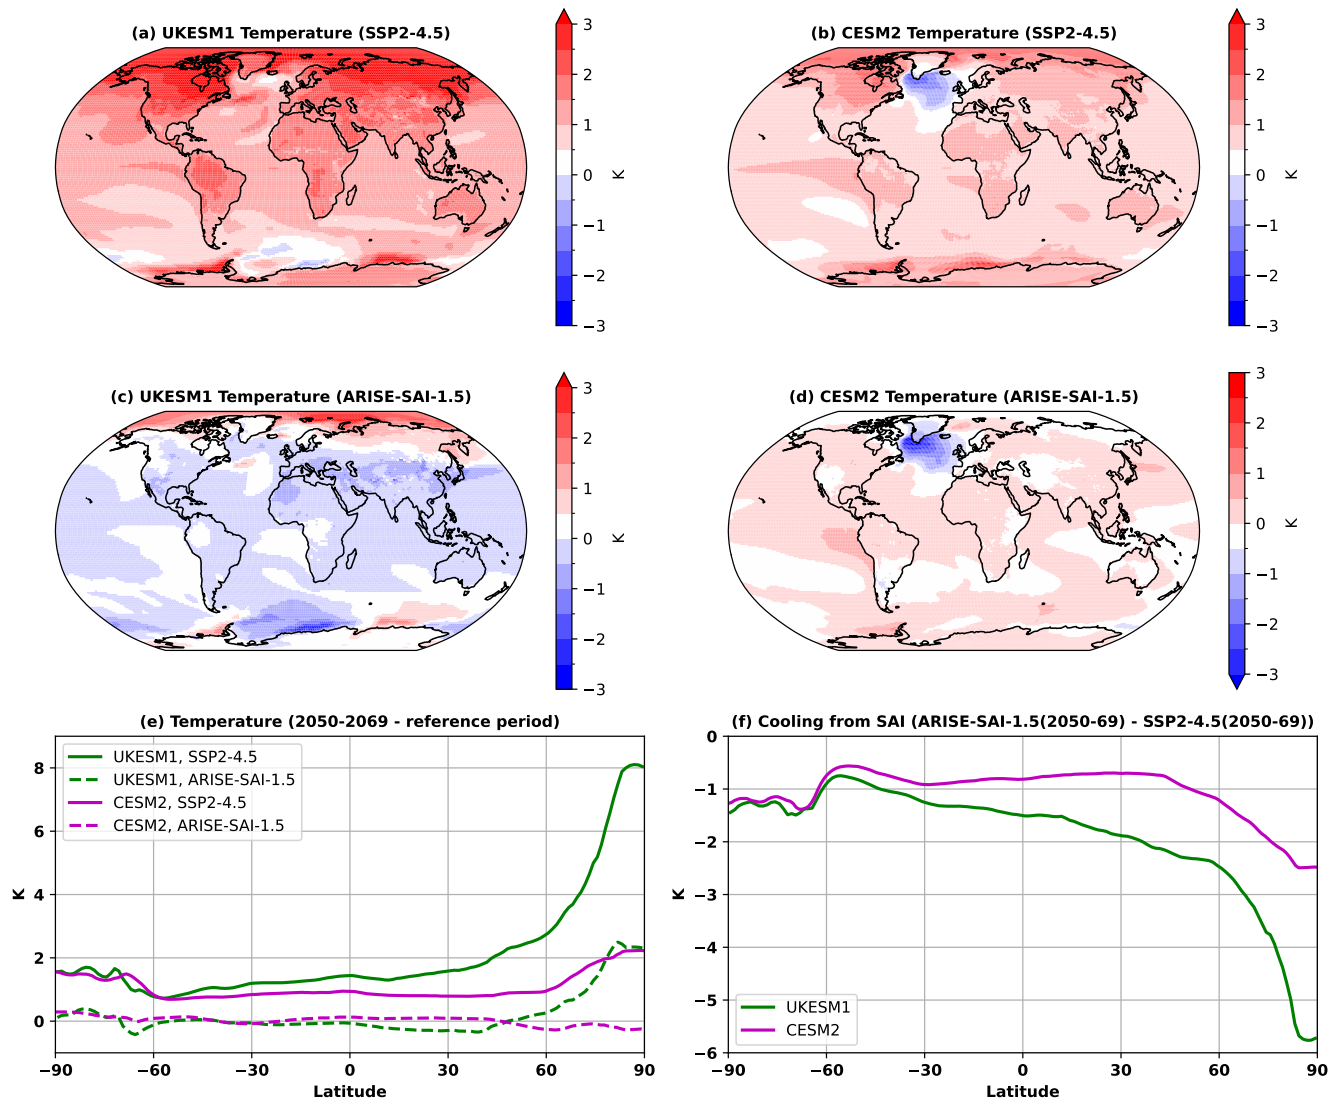 (a) UKESM1 Temperature (SSP2-4.5)
3
2
1
0
−1
−2
−3
K
(b) CESM2 Temperature (SSP2-4.5)
3
2
1
0
−1
−2
−3
K
(c) UKESM1 Temperature (ARISE-SAI-1.5)
3
2
1
0
−1
−2
−3
K
(d) CESM2 Temperature (ARISE-SAI-1.5)
3
2
1
0
−1
−2
−3
K
(e) Temperature (2050-2069 - reference period)
UKESM1, SSP2-4.5
UKESM1, ARISE-SAI-1.5
CESM2, SSP2-4.5
CESM2, ARISE-SAI-1.5
8
6
4
2
0
K
−90 −60 −30 0 30 60 90
Latitude
(f) Cooling from SAI (ARISE-SAI-1.5(2050-69) - SSP2-4.5(2050-69))
0
−1
−2
−3
−4
−5
−6
K
UKESM1
CESM2
−90 −60 −30 0 30 60 90
Latitude